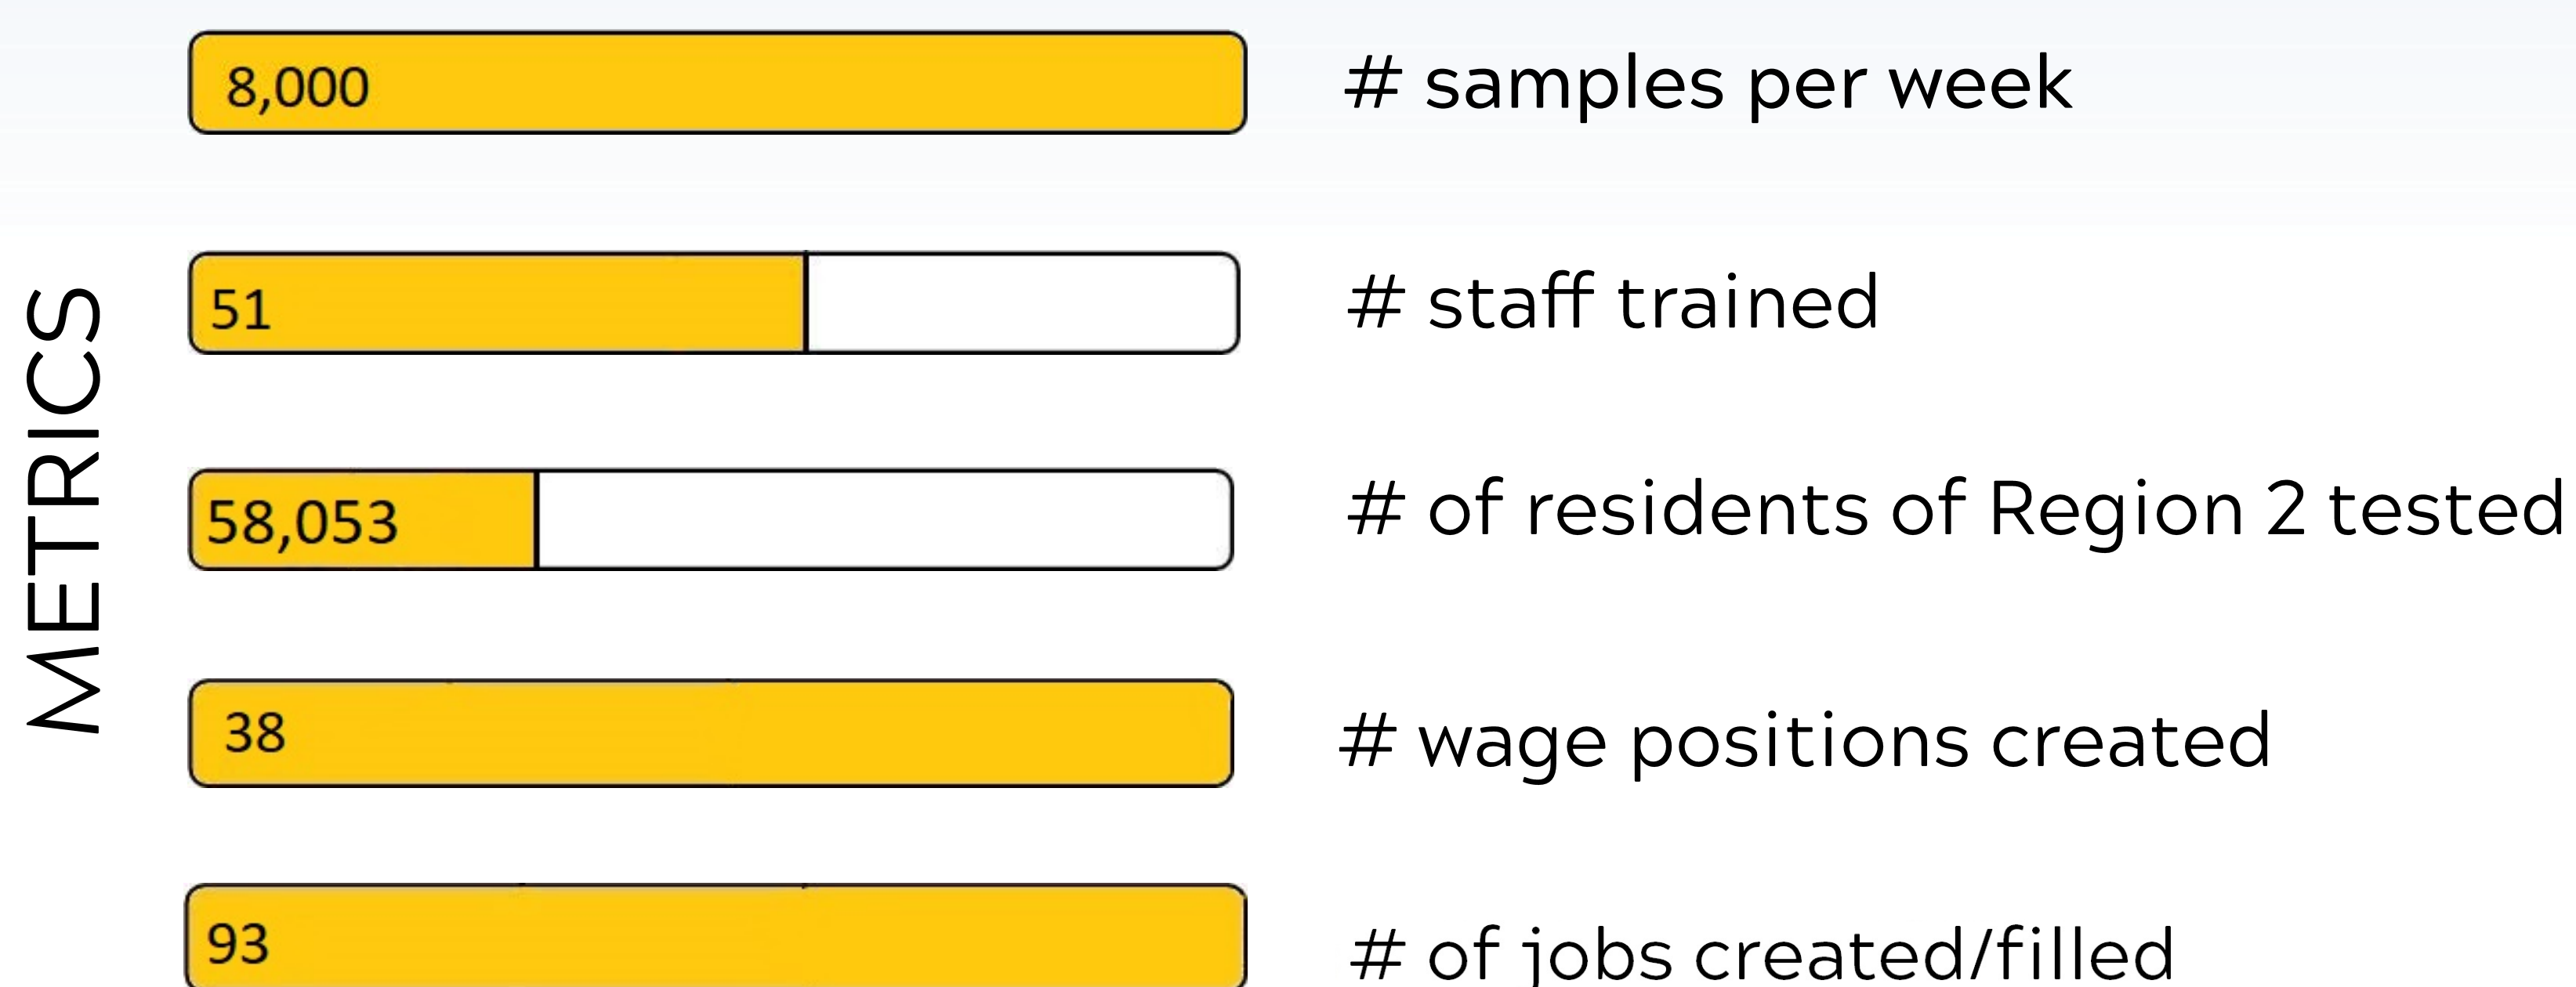 METRICS
8,000 # samples per week
51 # staff trained
58,053 # of residents of Region 2 tested
38 # wage positions created
93 # of jobs created/filled